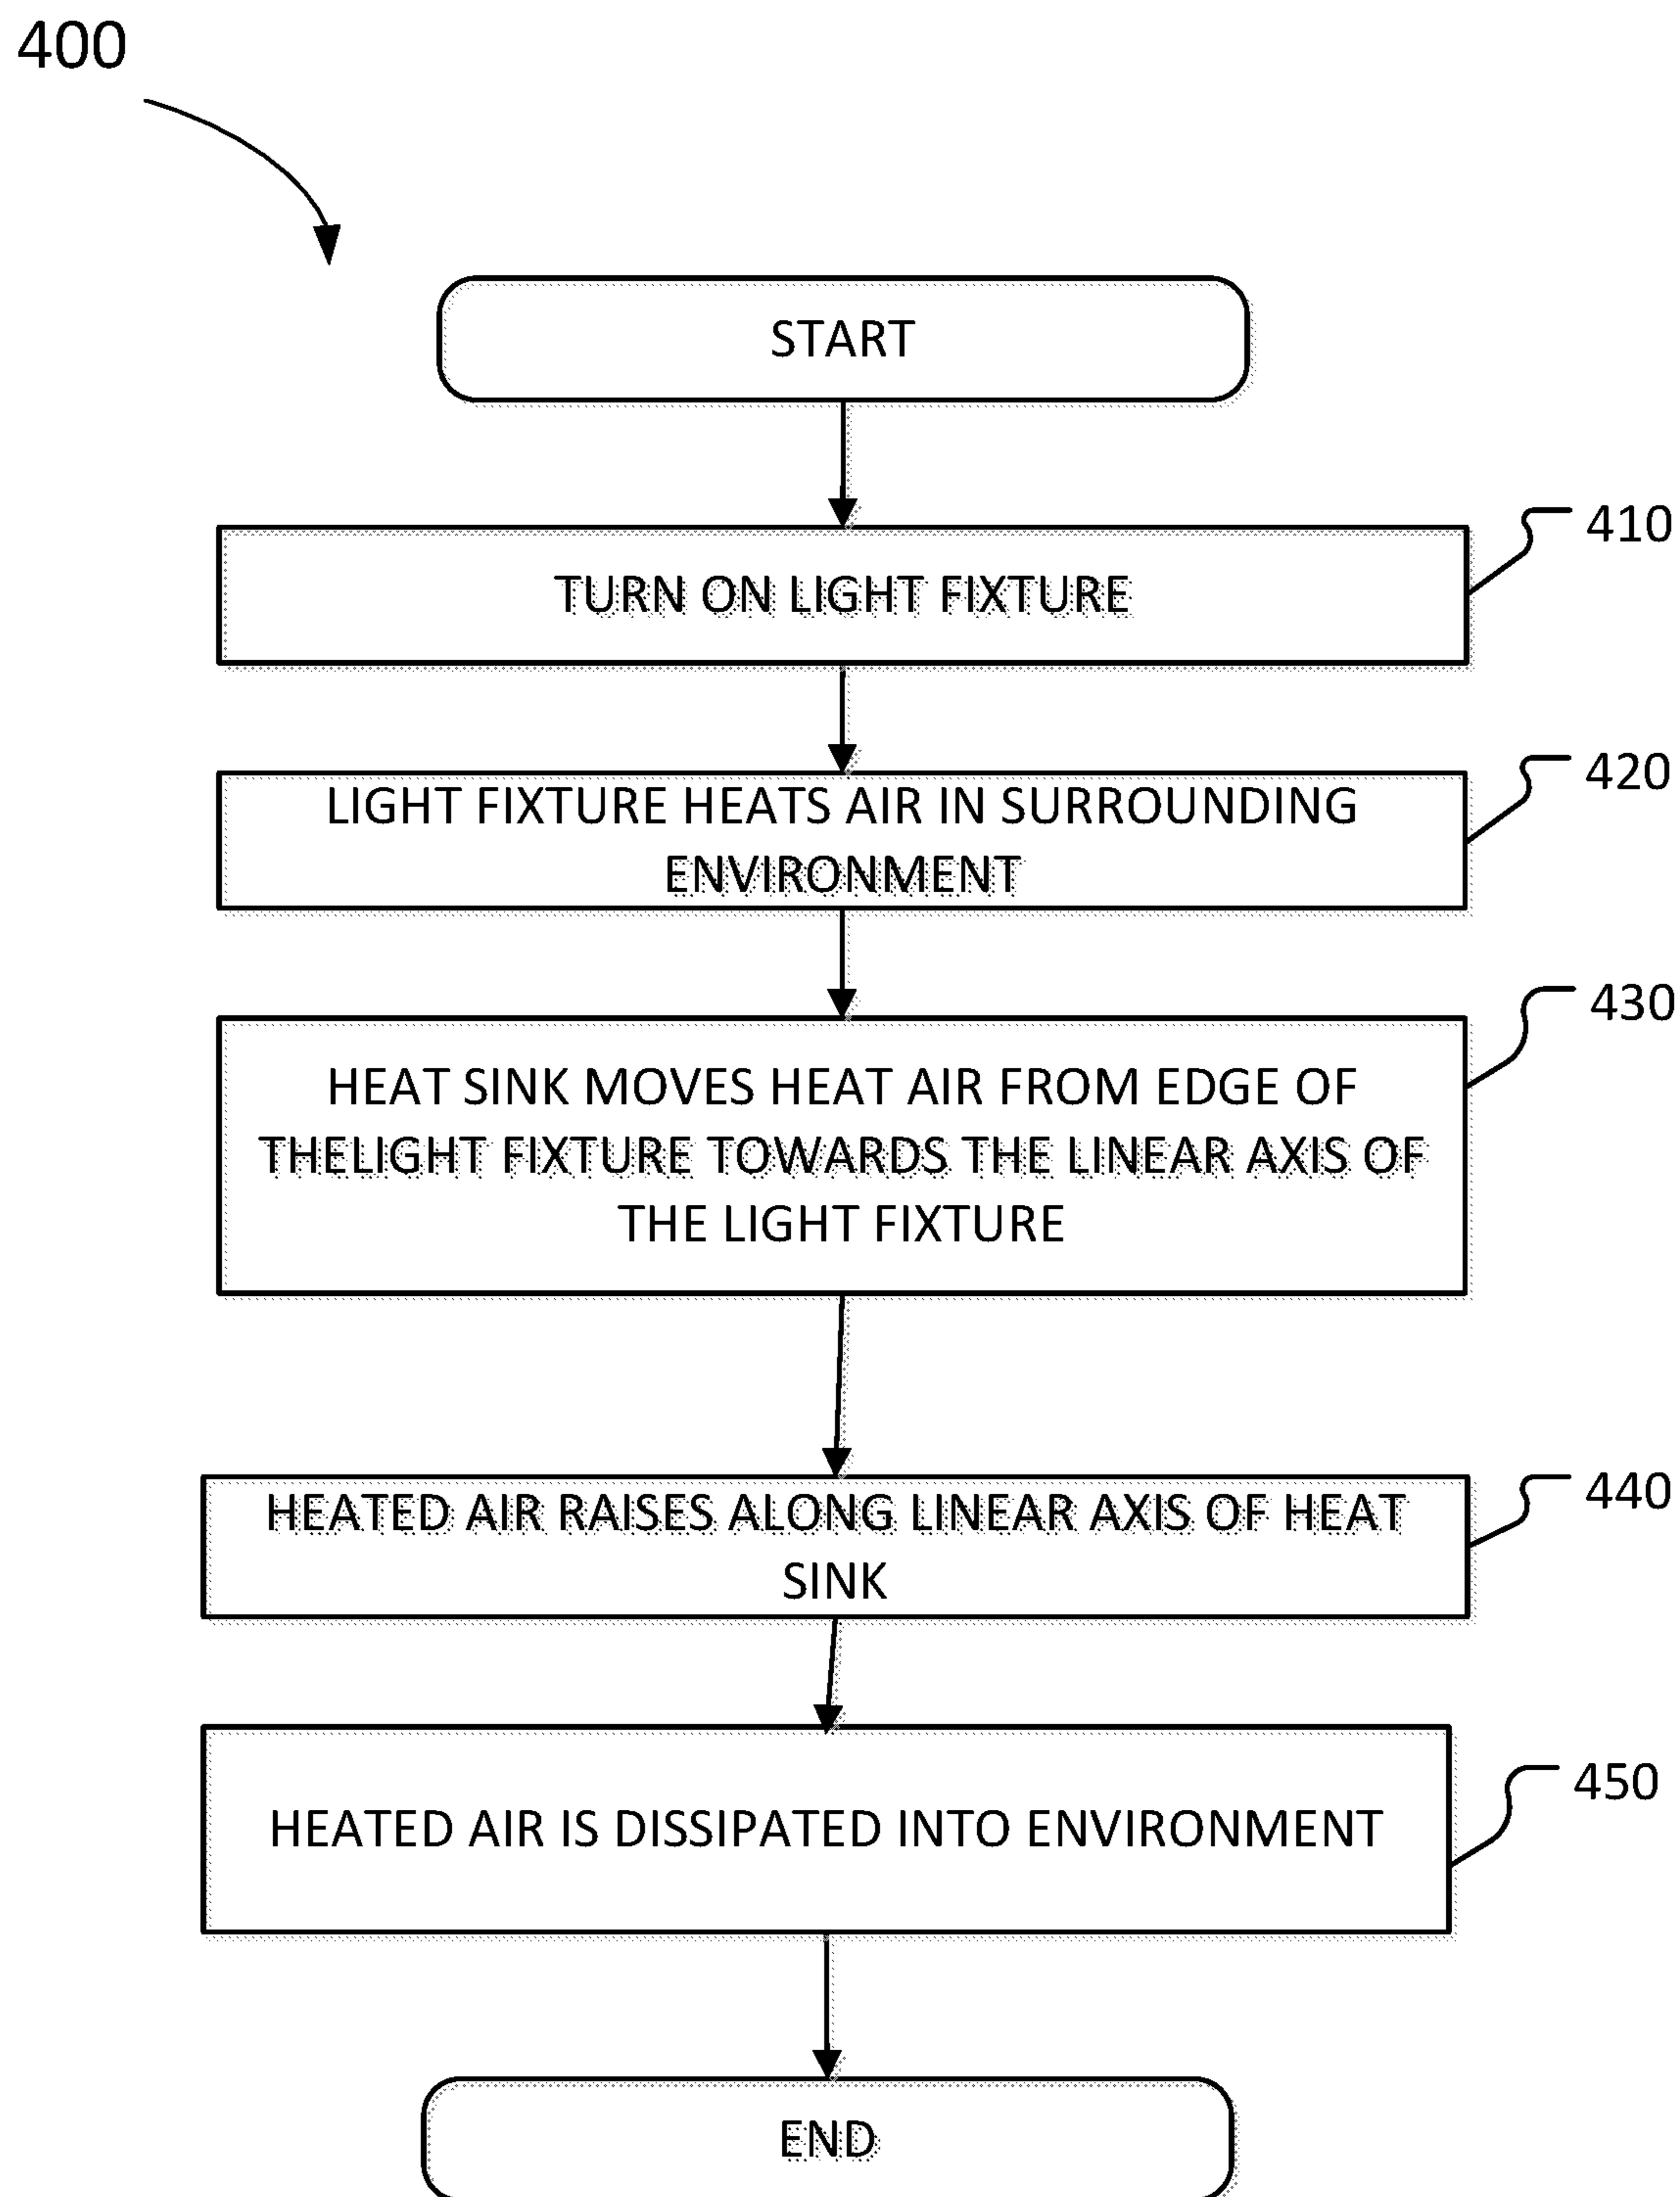 400
START
410
TURN ON LIGHT FIXTURE
420
LIGHT FIXTURE HEATS AIR IN SURROUNDING
ENVIRONMENT
430
HEAT SINK MOVES HEAT AIR FROM EDGE OF
THELIGHT FIXTURE TOWARDS THE LINEAR AXIS OF
THE LIGHT FIXTURE
440
HEATED AIR RAISES ALONG LINEAR AXIS OF HEAT
SINK
450
HEATED AIR IS DISSIPATED INTO ENVIRONMENT
END